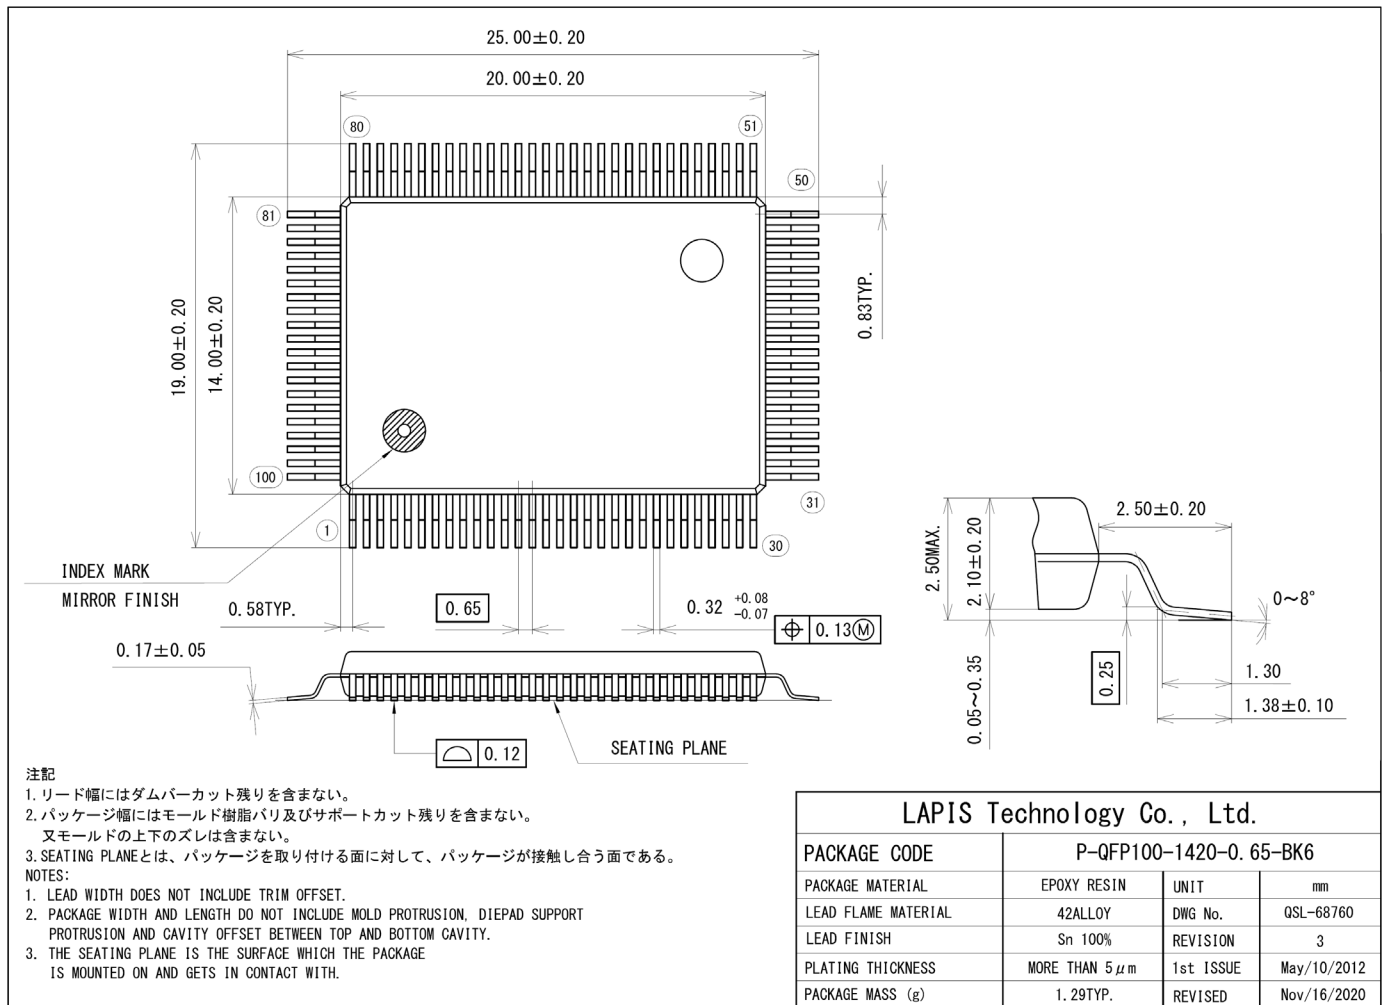 25.00±0.20
20.00±0.20
80
51
50
81
19.00±0.20
14.00±0.20
0.83TYP.
100
31
1
30
INDEX MARK
MIRROR FINISH
0.58TYP.
0.65
0.32 +0.08 -0.07
⌖ 0.13Ⓜ
0.17±0.05
⌓ 0.12
SEATING PLANE
2.50MAX.
2.10±0.20
2.50±0.20
0~8°
0.05~0.35
0.25
1.30
1.38±0.10
注記
1. リード幅にはダムバーカット残りを含まない。
2. パッケージ幅にはモールド樹脂バリ及びサポートカット残りを含まない。
又モールドの上下のズレは含まない。
3. SEATING PLANEとは、パッケージを取り付ける面に対して、パッケージが接触し合う面である。
NOTES:
1. LEAD WIDTH DOES NOT INCLUDE TRIM OFFSET.
2. PACKAGE WIDTH AND LENGTH DO NOT INCLUDE MOLD PROTRUSION, DIEPAD SUPPORT
PROTRUSION AND CAVITY OFFSET BETWEEN TOP AND BOTTOM CAVITY.
3. THE SEATING PLANE IS THE SURFACE WHICH THE PACKAGE
IS MOUNTED ON AND GETS IN CONTACT WITH.
LAPIS Technology Co., Ltd.
PACKAGE CODE P-QFP100-1420-0.65-BK6
PACKAGE MATERIAL EPOXY RESIN UNIT mm
LEAD FLAME MATERIAL 42ALLOY DWG No. QSL-68760
LEAD FINISH Sn 100% REVISION 3
PLATING THICKNESS MORE THAN 5μm 1st ISSUE May/10/2012
PACKAGE MASS (g) 1.29TYP. REVISED Nov/16/2020